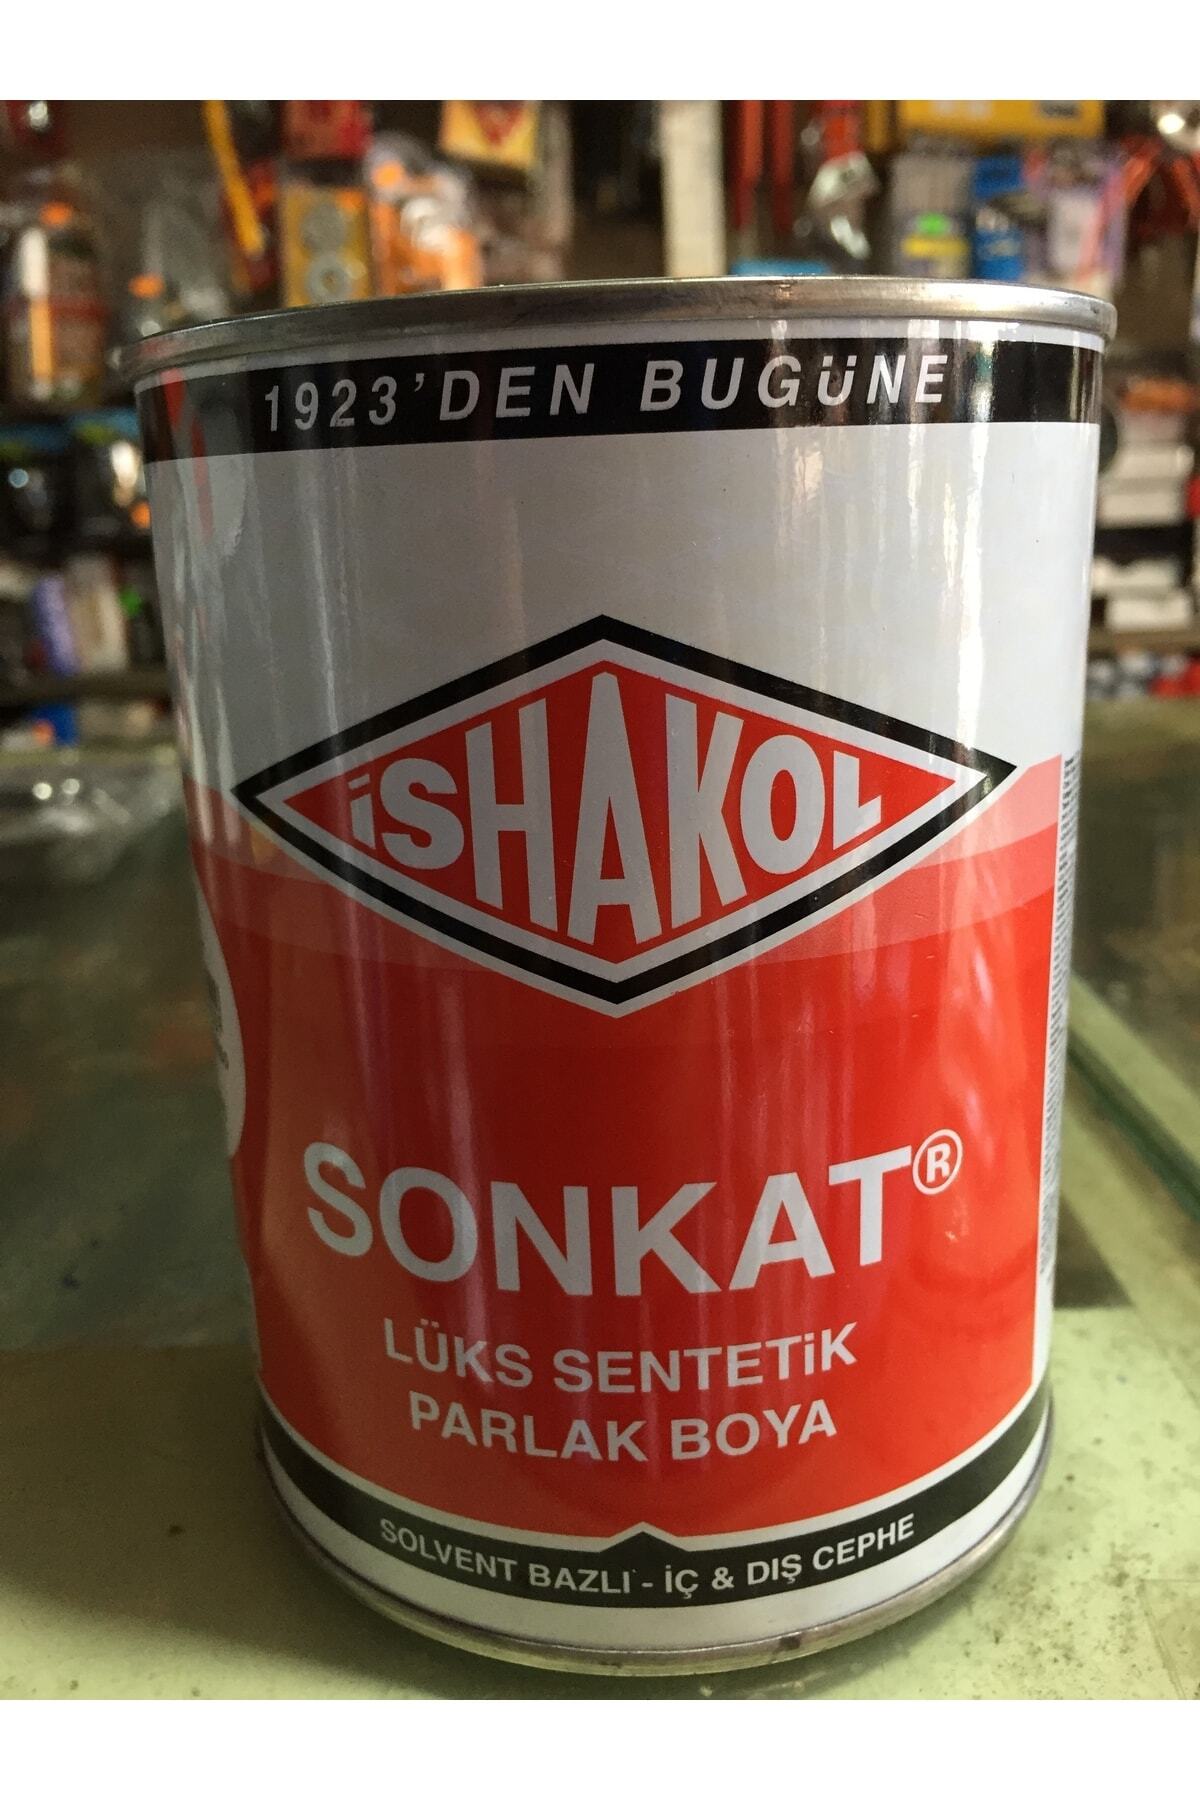 1923'DEN BUGÜNE
İSHAKOL
SONKAT®
LÜKS SENTETİK
PARLAK BOYA
SOLVENT BAZLI - İÇ & DIŞ CEPHE